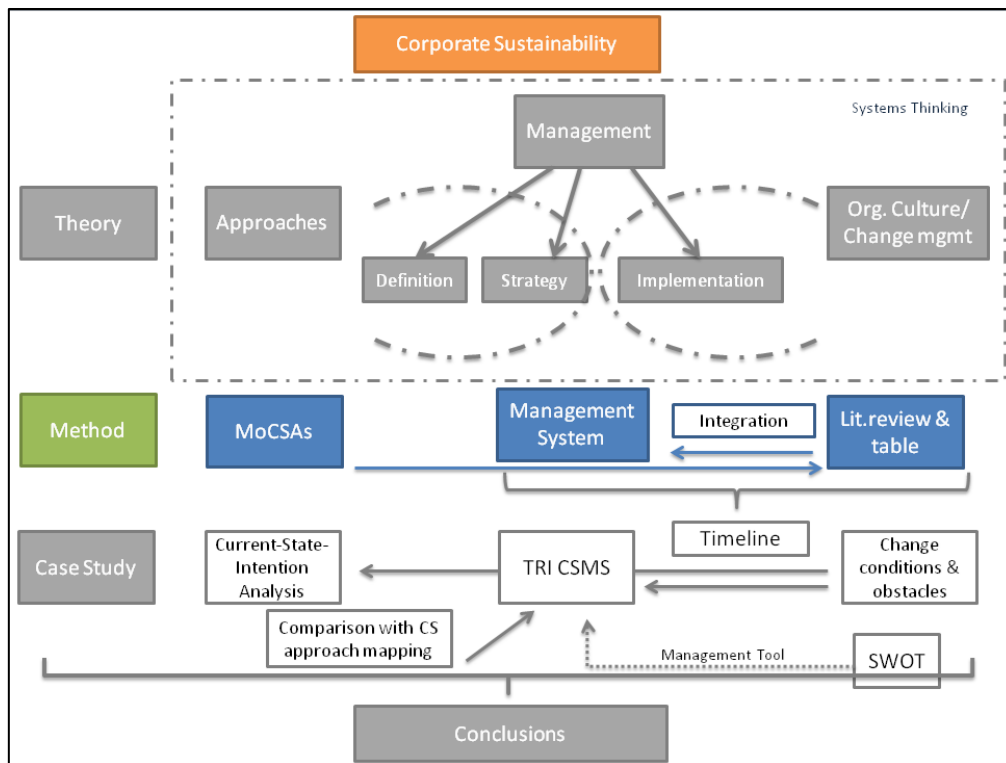 Corporate Sustainability
Systems Thinking
Management
Theory
Approaches
Org. Culture/
Change mgmt
Definition
Strategy
Implementation
Method
MoCSAs
Management
System
Integration
Lit.review &
table
Timeline
Case Study
Current-State-
Intention
Analysis
TRI CSMS
Change
conditions &
obstacles
Comparison with CS
approach mapping
Management Tool
SWOT
Conclusions